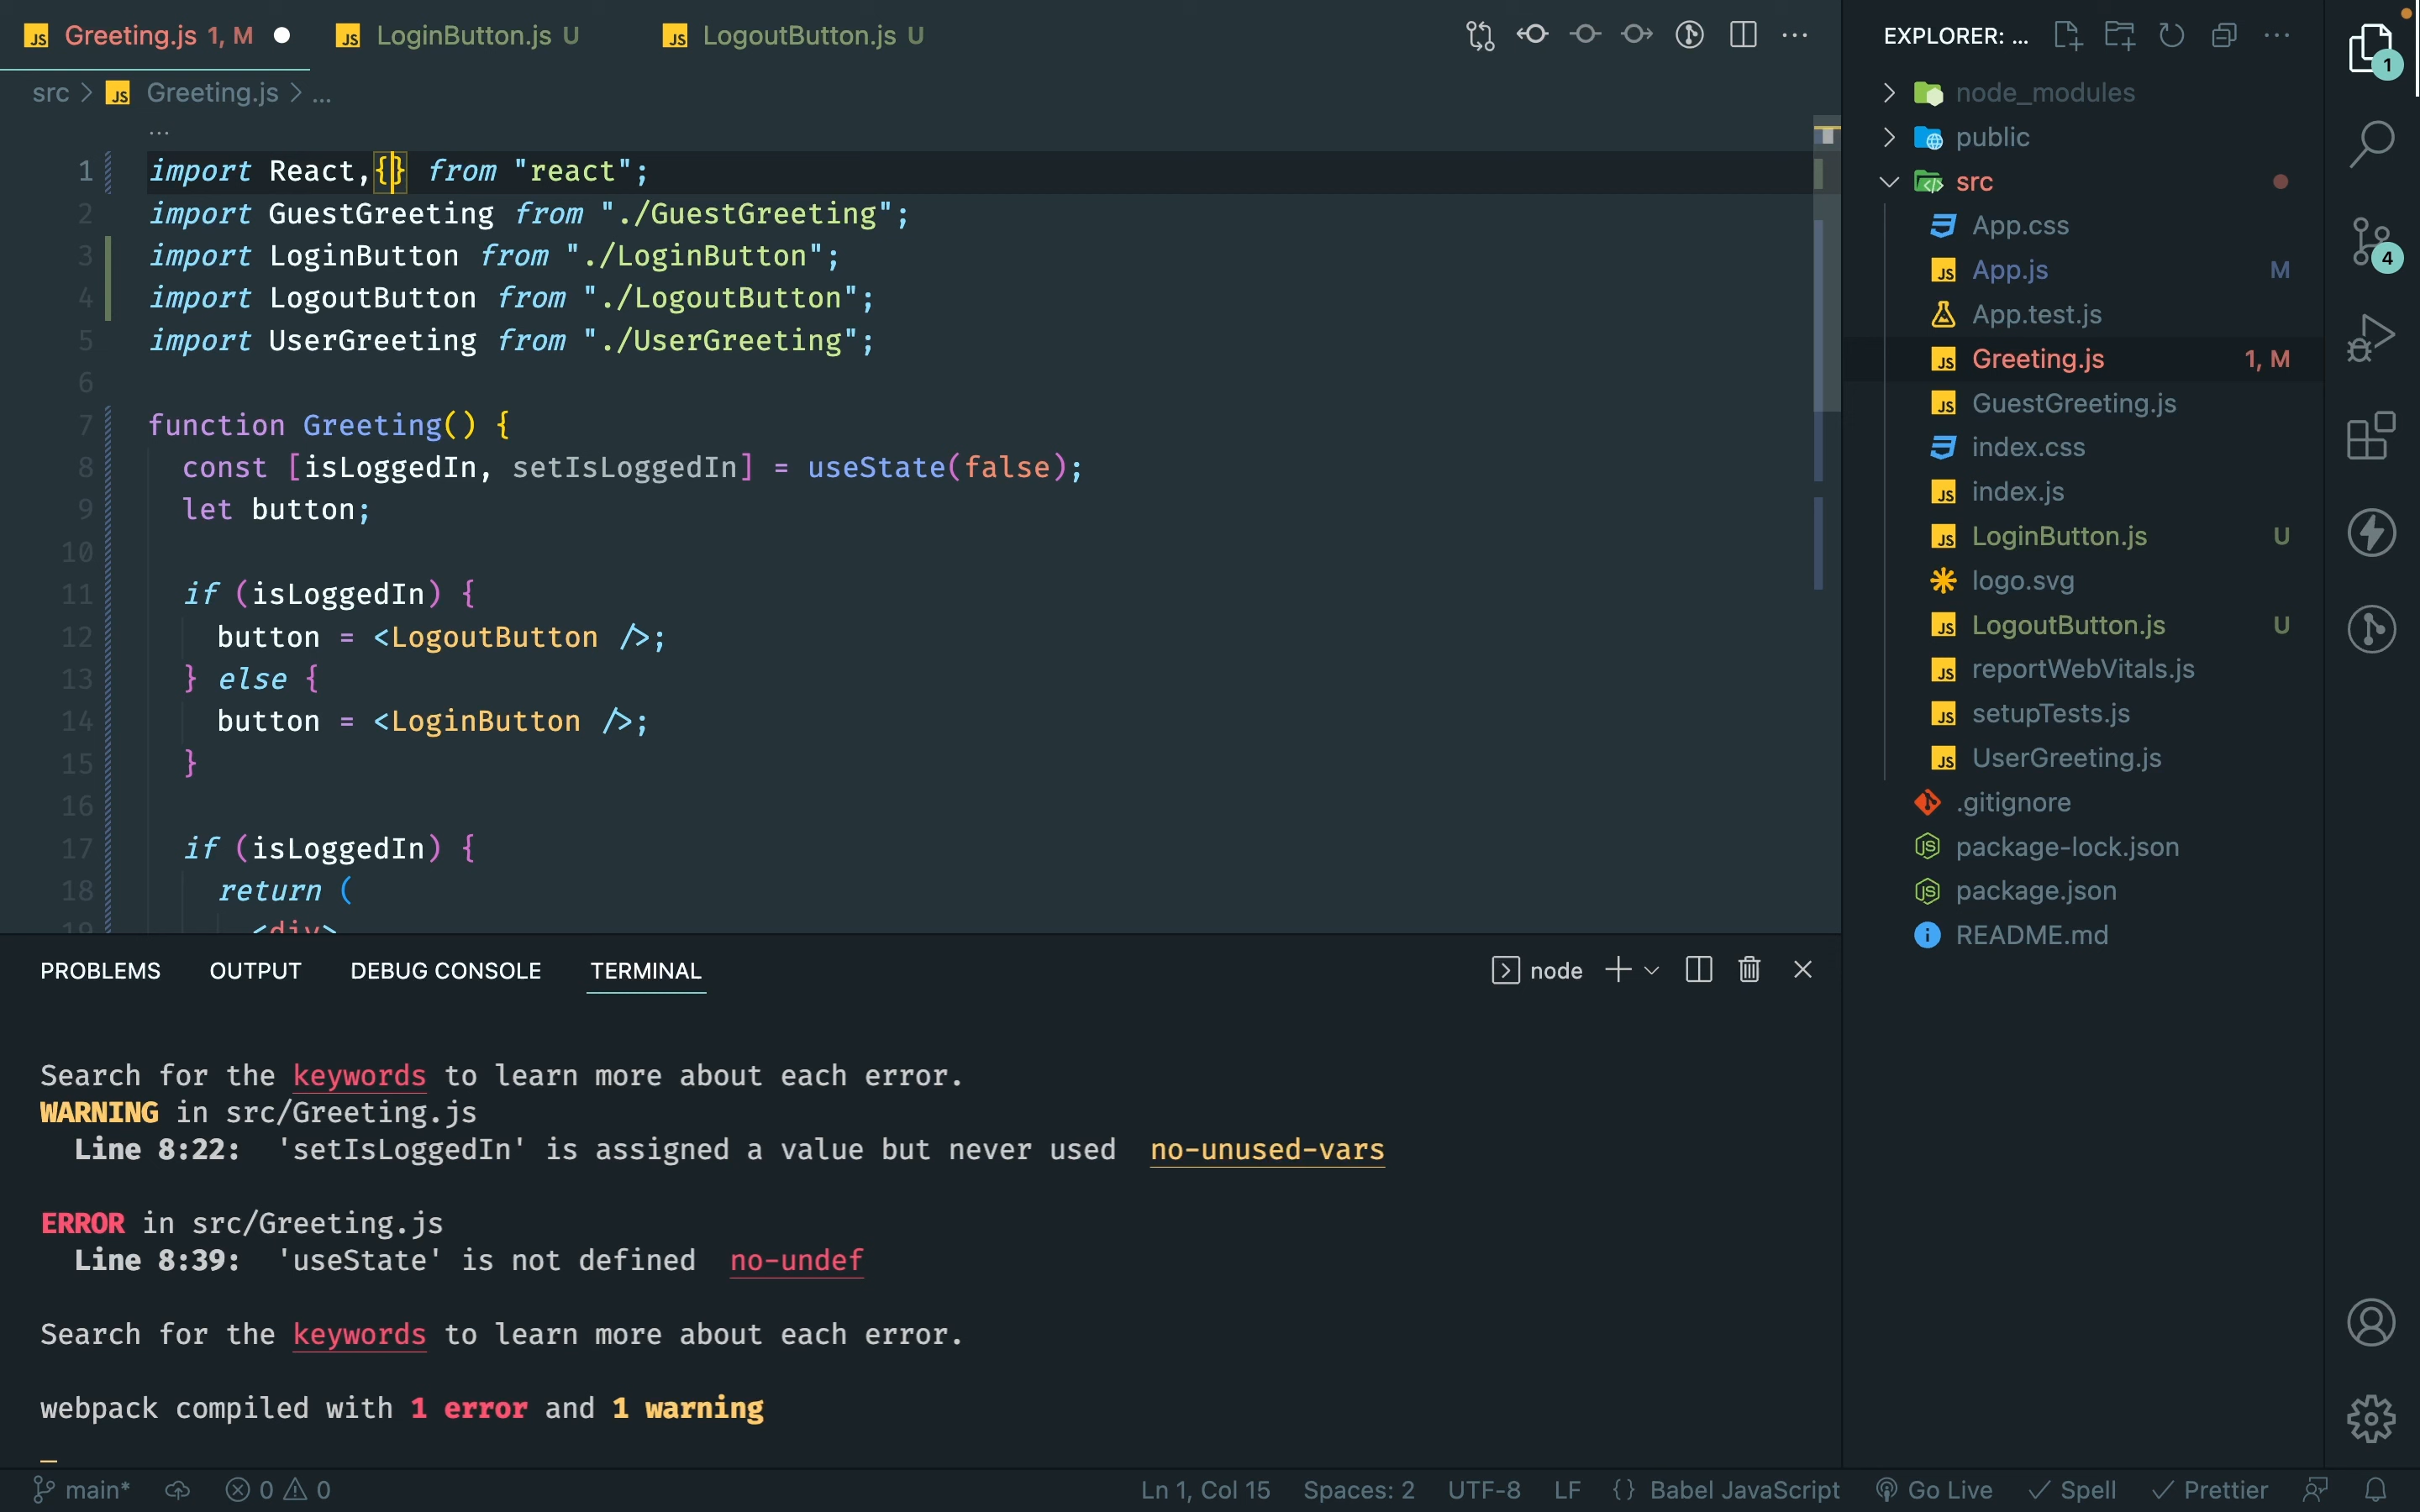 Greeting.js 1, M
LoginButton.js U
LogoutButton.js U
src > Greeting.js > ...
...
1 import React,{} from "react";
2 import GuestGreeting from "./GuestGreeting";
3 import LoginButton from "./LoginButton";
4 import LogoutButton from "./LogoutButton";
5 import UserGreeting from "./UserGreeting";
6
7 function Greeting() {
8 const [isLoggedIn, setIsLoggedIn] = useState(false);
9 let button;
10
11 if (isLoggedIn) {
12 button = <LogoutButton />;
13 } else {
14 button = <LoginButton />;
15 }
16
17 if (isLoggedIn) {
18 return (
19 <div>
PROBLEMS OUTPUT DEBUG CONSOLE TERMINAL
node
Search for the keywords to learn more about each error.
WARNING in src/Greeting.js
Line 8:22: 'setIsLoggedIn' is assigned a value but never used no-unused-vars
ERROR in src/Greeting.js
Line 8:39: 'useState' is not defined no-undef
Search for the keywords to learn more about each error.
webpack compiled with 1 error and 1 warning
EXPLORER: ...
node_modules
public
src
App.css
App.js M
App.test.js
Greeting.js 1, M
GuestGreeting.js
index.css
index.js
LoginButton.js U
logo.svg
LogoutButton.js U
reportWebVitals.js
setupTests.js
UserGreeting.js
.gitignore
package-lock.json
package.json
README.md
1
4
main* 0 0 Ln 1, Col 15 Spaces: 2 UTF-8 LF {} Babel JavaScript Go Live Spell Prettier